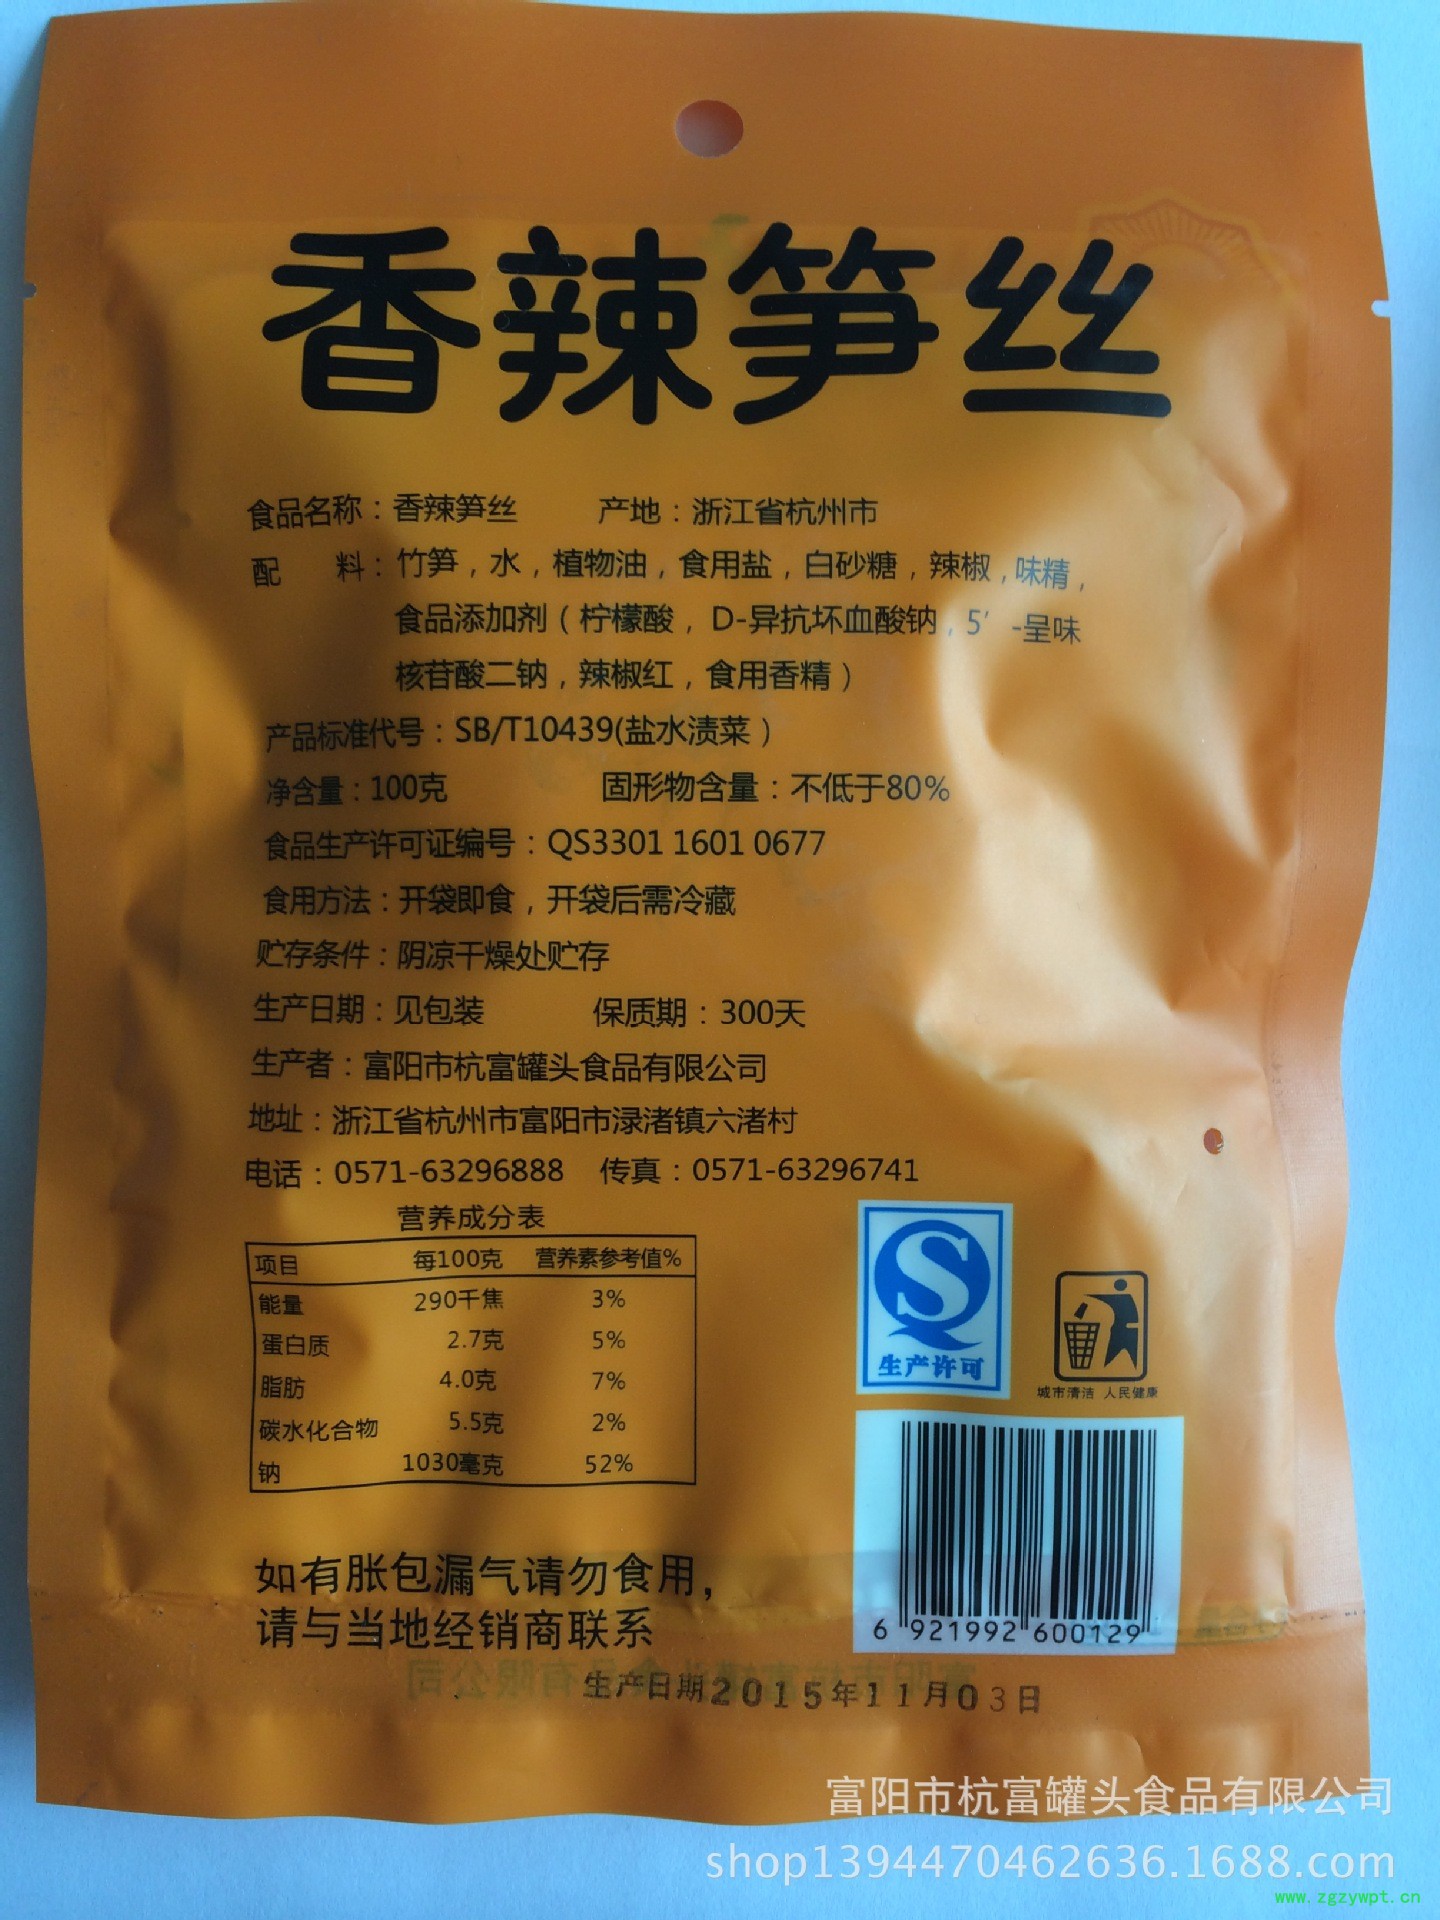 香辣笋丝
食品名称：香辣笋丝 产地：浙江省杭州市
配 料：竹笋，水，植物油，食用盐，白砂糖，辣椒，味精，
食品添加剂（柠檬酸，D-异抗坏血酸钠，5′-呈味
核苷酸二钠，辣椒红，食用香精）
产品标准代号：SB/T10439(盐水渍菜）
净含量：100克 固形物含量：不低于80%
食品生产许可证编号：QS3301 1601 0677
食用方法：开袋即食，开袋后需冷藏
贮存条件：阴凉干燥处贮存
生产日期：见包装 保质期：300天
生产者：富阳市杭富罐头食品有限公司
地址：浙江省杭州市富阳市渌渚镇六渚村
电话：0571-63296888 传真：0571-63296741
营养成分表
项目 每100克 营养素参考值%
能量 290千焦 3%
蛋白质 2.7克 5%
脂肪 4.0克 7%
碳水化合物 5.5克 2%
钠 1030毫克 52%
生产许可
城市清洁 人民健康
6 921992 600129
如有胀包漏气请勿食用，
请与当地经销商联系
生产日期2015年11月03日
富阳市杭富罐头食品有限公司
shop1394470462636.1688.com
www.zgzywpt.cn